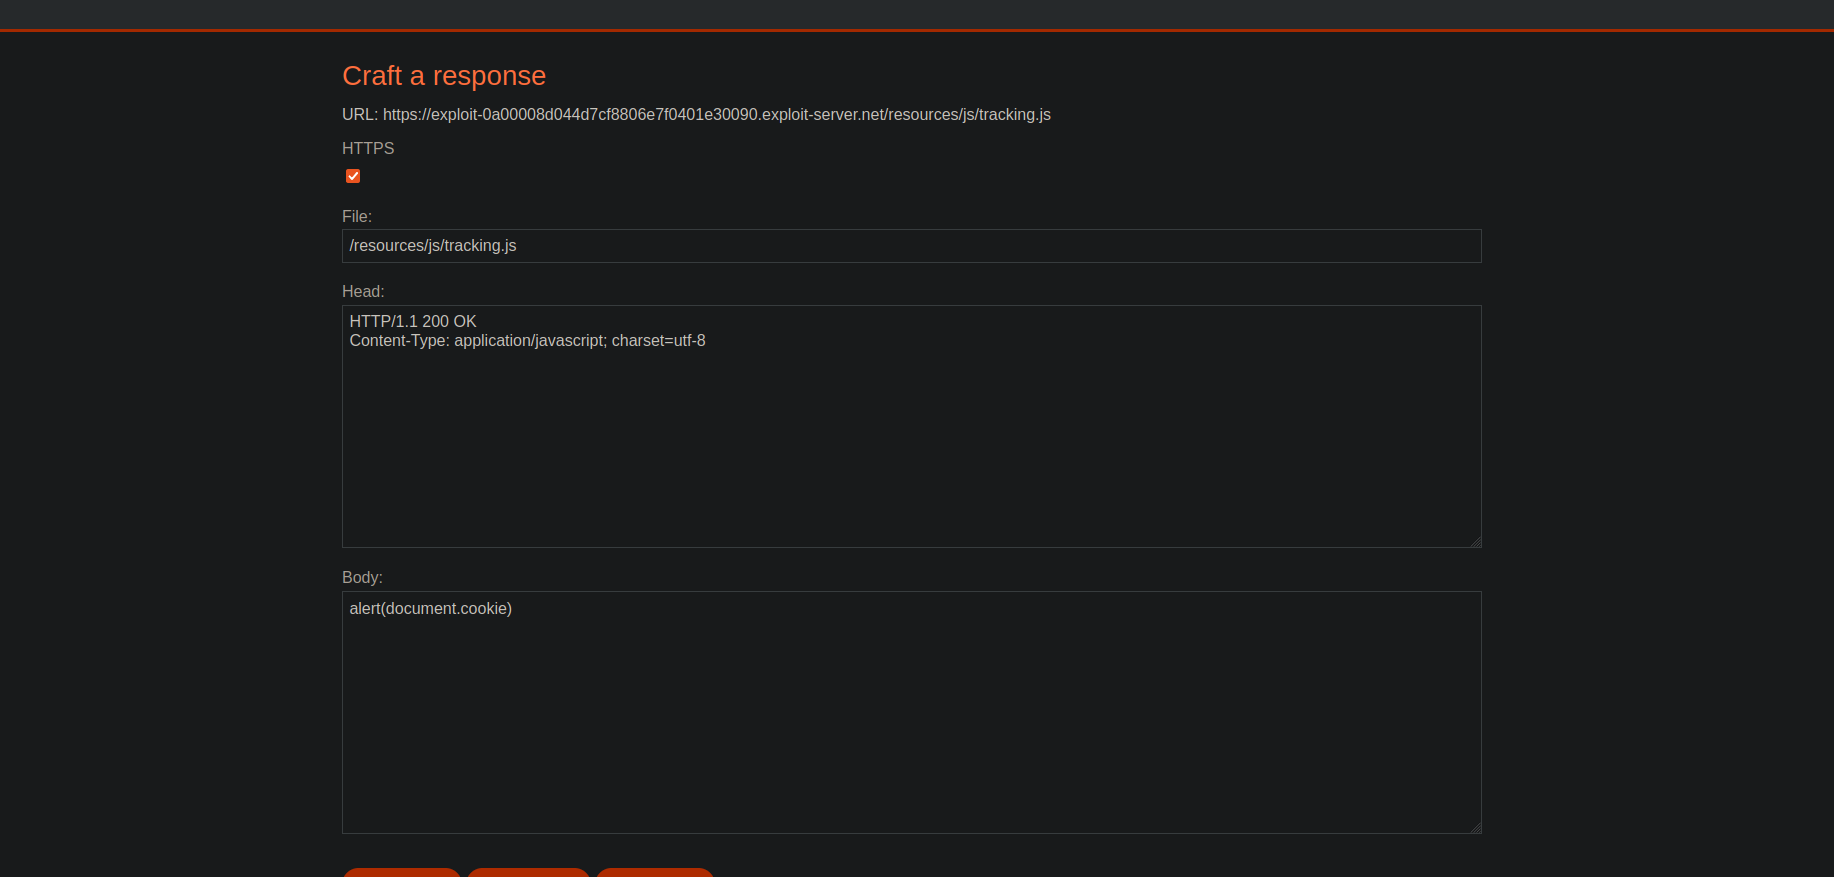 Craft a response
URL: https://exploit-0a00008d044d7cf8806e7f0401e30090.exploit-server.net/resources/js/tracking.js
HTTPS
File:
/resources/js/tracking.js
Head:
HTTP/1.1 200 OK
Content-Type: application/javascript; charset=utf-8
Body:
alert(document.cookie)